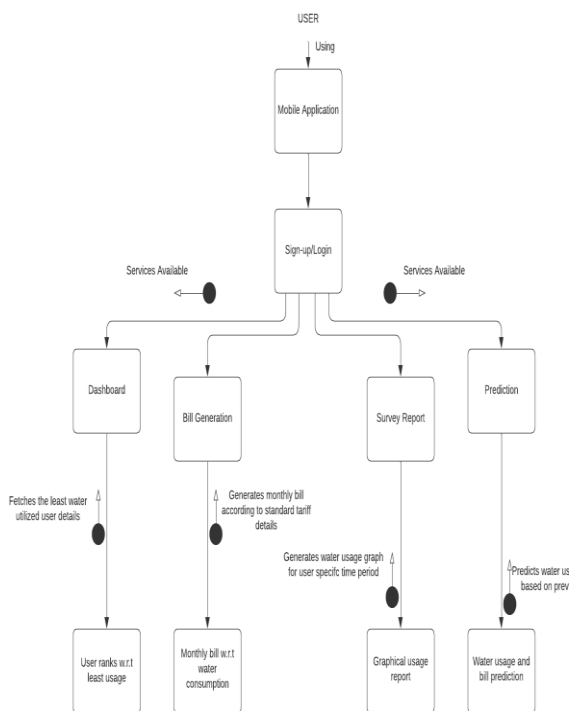 USER
Using
Mobile Application
Sign-up/Login
Services Available
Services Available
Dashboard
Bill Generation
Survey Report
Prediction
Fetches the least water
utilized user details
Generates monthly bill
according to standard tariff
details
Generates water usage graph
for user specifc time period
Predicts water
based on
User ranks w.r.t
least usage
Monthly bill w.r.t
water
consumption
Graphical usage
report
Water usage and
bill prediction